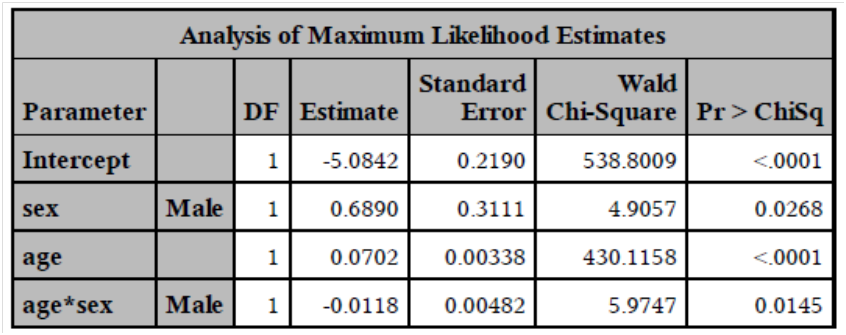 Analysis of Maximum Likelihood Estimates
Parameter DF Estimate Standard Error Wald Chi-Square Pr > ChiSq
Intercept 1 -5.0842 0.2190 538.8009 <.0001
sex Male 1 0.6890 0.3111 4.9057 0.0268
age 1 0.0702 0.00338 430.1158 <.0001
age*sex Male 1 -0.0118 0.00482 5.9747 0.0145